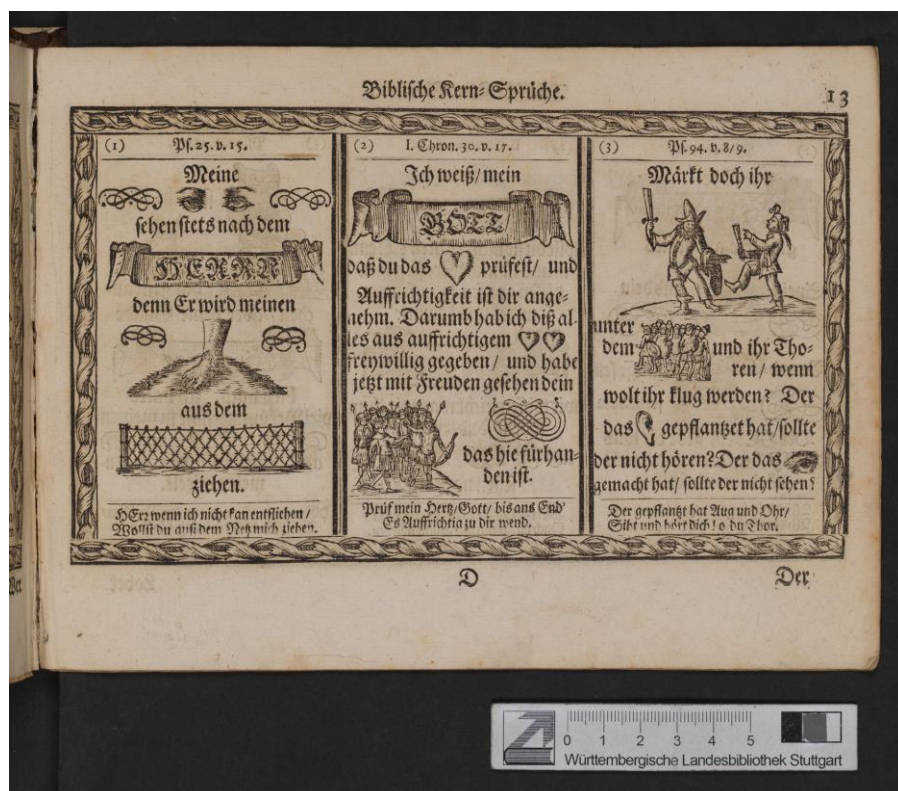 Biblische Kern-Sprüche.
13
(1) Ps. 25. v. 15.
Meine
sehen stets nach dem
HERRN
denn Er wird meinen
aus dem
ziehen.
HErr wenn ich nicht kan entfliehen /
Wollst du auß dem Netz mich ziehen.
(2) I. Chron. 30. v. 17.
Ich weiß / mein
GOTT
daß du das prüfest / und
Auffrichtigkeit ist dir ange-
nehm. Darumb hab ich diß al-
les aus auffrichtigem
freywillig gegeben / und habe
jetzt mit Freuden gesehen dein
das hie fürhan-
den ist.
Prüf mein Hertz / Gott / bis ans End'
Es Auffrichtig zu dir wend.
(3) Ps. 94. v. 8/9.
Märkt doch ihr
unter
dem und ihr Tho-
ren / wenn
wolt ihr klug werden? Der
das gepflantzet hat / sollte
der nicht hören? Der das
gemacht hat / sollte der nicht sehen?
Der gepflantzt hat Aug und Ohr /
Siht und hört dich! o du Thor.
D
Der
0 1 2 3 4 5
Württembergische Landesbibliothek Stuttgart